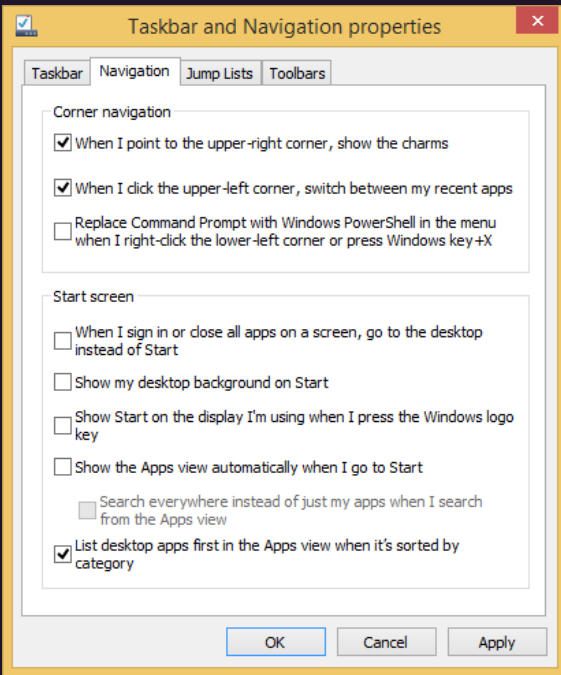 Taskbar and Navigation properties
Taskbar Navigation Jump Lists Toolbars
Corner navigation
When I point to the upper-right corner, show the charms
When I click the upper-left corner, switch between my recent apps
Replace Command Prompt with Windows PowerShell in the menu
when I right-click the lower-left corner or press Windows key+X
Start screen
When I sign in or close all apps on a screen, go to the desktop
instead of Start
Show my desktop background on Start
Show Start on the display I'm using when I press the Windows logo
key
Show the Apps view automatically when I go to Start
Search everywhere instead of just my apps when I search
from the Apps view
List desktop apps first in the Apps view when it's sorted by
category
OK Cancel Apply